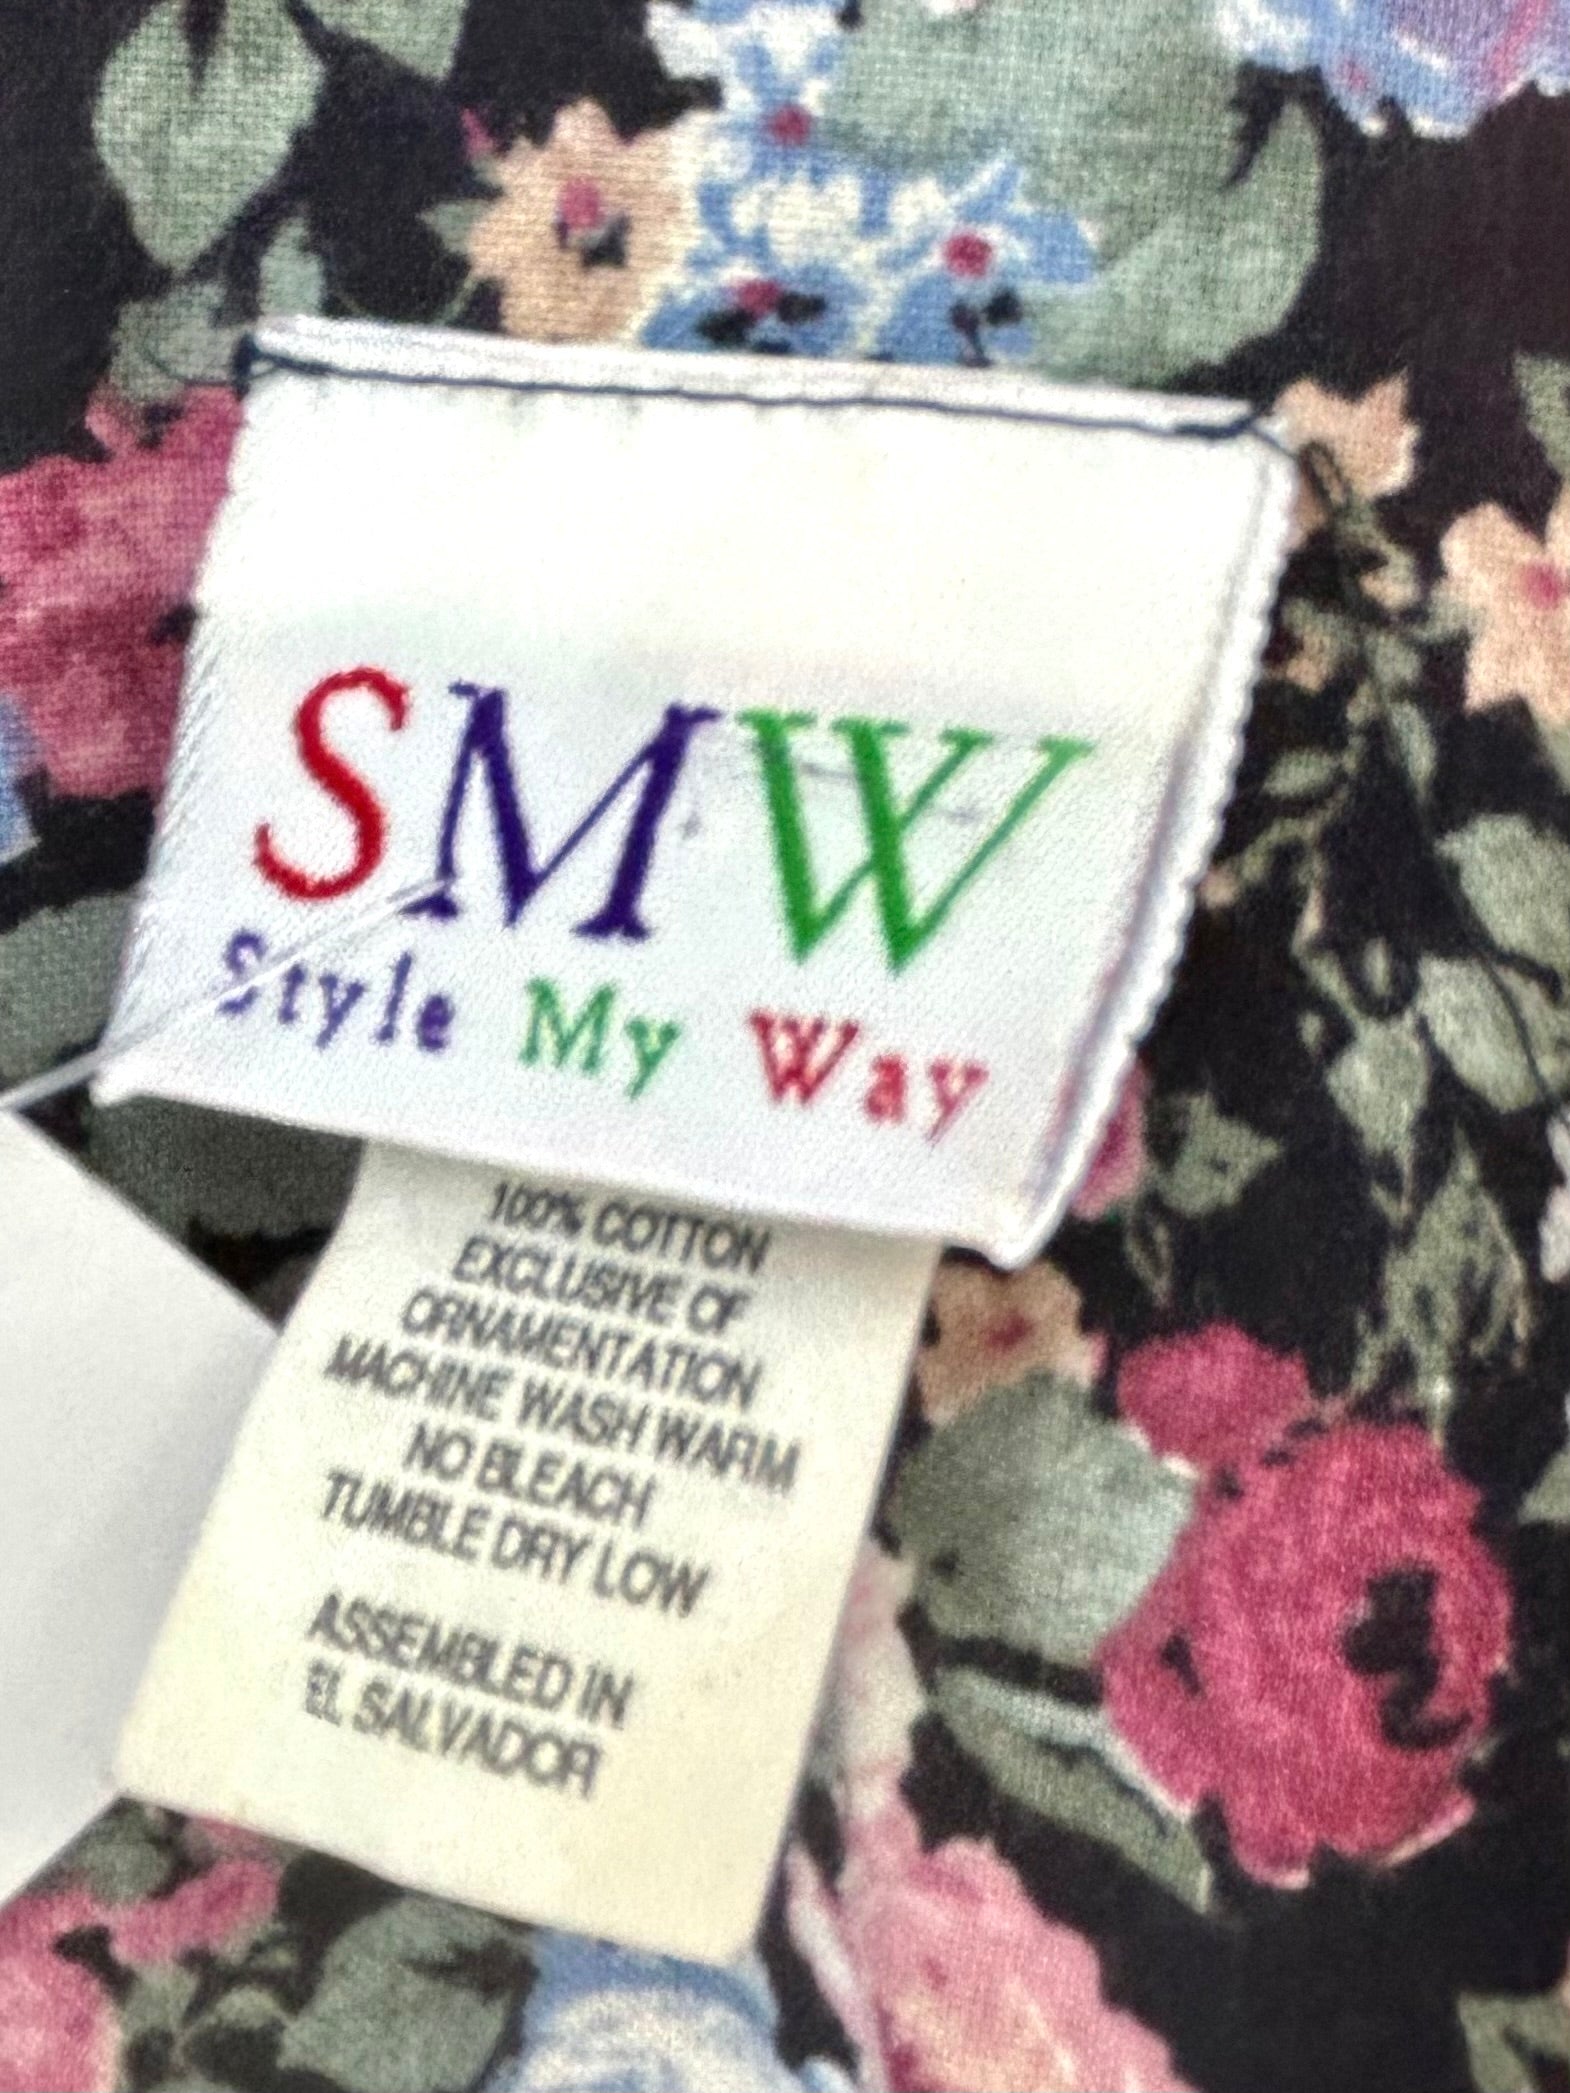 SMW
Style My Way
100% COTTON
EXCLUSIVE OF
ORNAMENTATION
MACHINE WASH WARM
NO BLEACH
TUMBLE DRY LOW
ASSEMBLED IN
EL SALVADOR